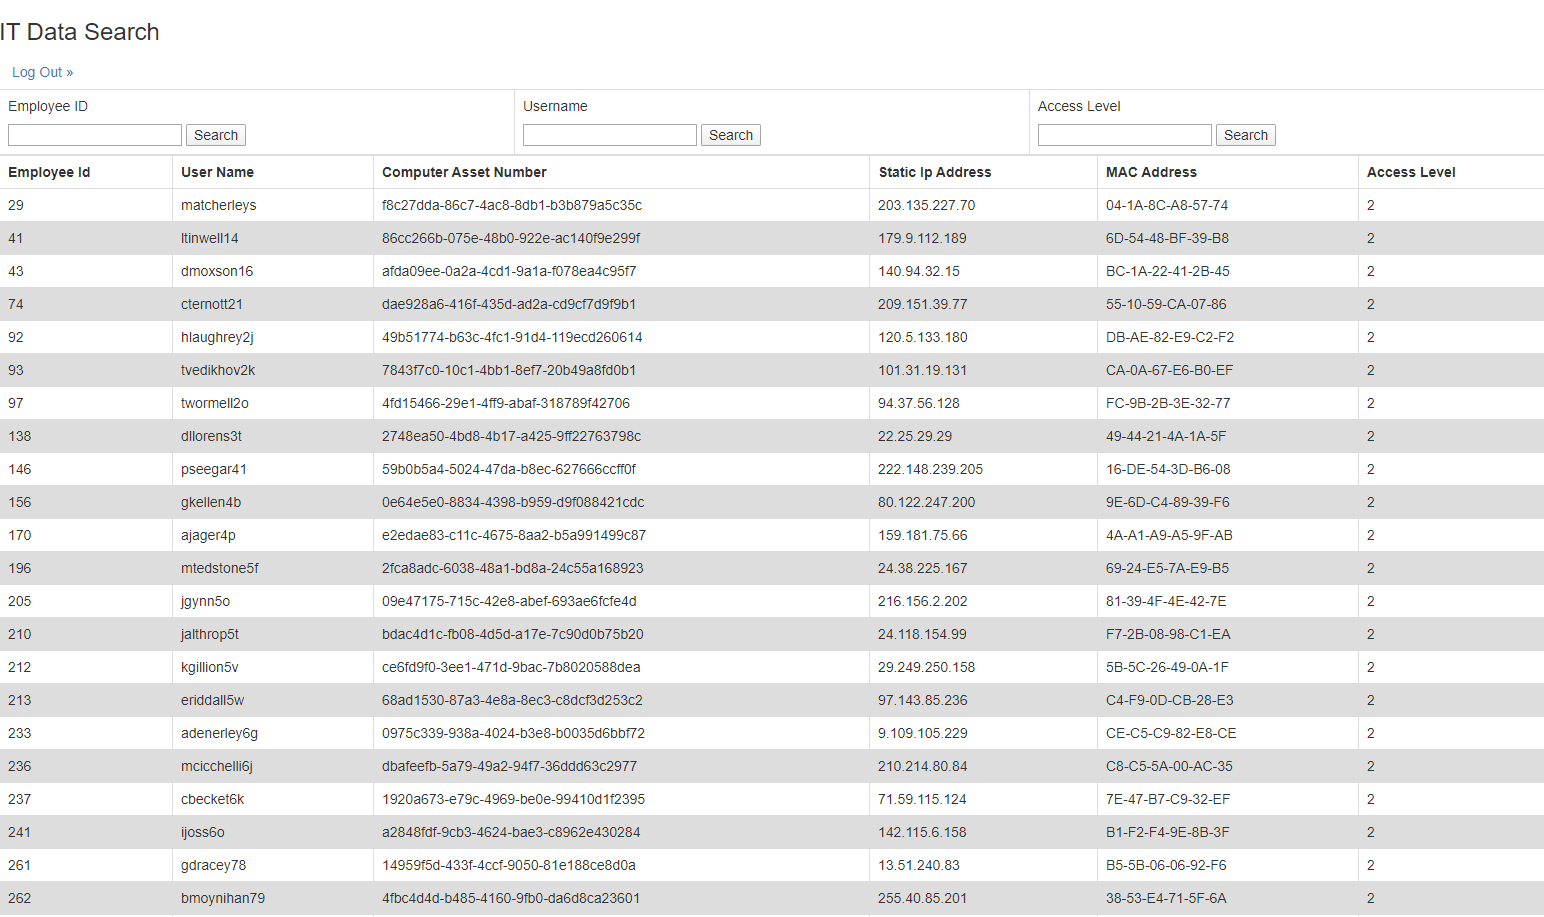 IT Data Search
Log Out »
Employee ID Username Access Level
Search Search Search
Employee Id User Name Computer Asset Number Static Ip Address MAC Address Access Level
29 matcherleys f8c27dda-86c7-4ac8-8db1-b3b879a5c35c 203.135.227.70 04-1A-8C-A8-57-74 2
41 ltinwell14 86cc266b-075e-48b0-922e-ac140f9e299f 179.9.112.189 6D-54-48-BF-39-B8 2
43 dmoxson16 afda09ee-0a2a-4cd1-9a1a-f078ea4c95f7 140.94.32.15 BC-1A-22-41-2B-45 2
74 cternott21 dae928a6-416f-435d-ad2a-cd9cf7d9f9b1 209.151.39.77 55-10-59-CA-07-86 2
92 hlaughrey2j 49b51774-b63c-4fc1-91d4-119ecd260614 120.5.133.180 DB-AE-82-E9-C2-F2 2
93 tvedikhov2k 7843f7c0-10c1-4bb1-8ef7-20b49a8fd0b1 101.31.19.131 CA-0A-67-E6-B0-EF 2
97 twormell2o 4fd15466-29e1-4ff9-abaf-318789f42706 94.37.56.128 FC-9B-2B-3E-32-77 2
138 dllorens3t 2748ea50-4bd8-4b17-a425-9ff22763798c 22.25.29.29 49-44-21-4A-1A-5F 2
146 pseegar41 59b0b5a4-5024-47da-b8ec-627666ccff0f 222.148.239.205 16-DE-54-3D-B6-08 2
156 gkellen4b 0e64e5e0-8834-4398-b959-d9f088421cdc 80.122.247.200 9E-6D-C4-89-39-F6 2
170 ajager4p e2edae83-c11c-4675-8aa2-b5a991499c87 159.181.75.66 4A-A1-A9-A5-9F-AB 2
196 mtedstone5f 2fca8adc-6038-48a1-bd8a-24c55a168923 24.38.225.167 69-24-E5-7A-E9-B5 2
205 jgynn5o 09e47175-715c-42e8-abef-693ae6fcfe4d 216.156.2.202 81-39-4F-4E-42-7E 2
210 jalthrop5t bdac4d1c-fb08-4d5d-a17e-7c90d0b75b20 24.118.154.99 F7-2B-08-98-C1-EA 2
212 kgillion5v ce6fd9f0-3ee1-471d-9bac-7b8020588dea 29.249.250.158 5B-5C-26-49-0A-1F 2
213 eriddall5w 68ad1530-87a3-4e8a-8ec3-c8dcf3d253c2 97.143.85.236 C4-F9-0D-CB-28-E3 2
233 adenerley6g 0975c339-938a-4024-b3e8-b0035d6bbf72 9.109.105.229 CE-C5-C9-82-E8-CE 2
236 mcicchelli6j dbafeefb-5a79-49a2-94f7-36ddd63c2977 210.214.80.84 C8-C5-5A-00-AC-35 2
237 cbecket6k 1920a673-e79c-4969-be0e-99410d1f2395 71.59.115.124 7E-47-B7-C9-32-EF 2
241 ijoss6o a2848fdf-9cb3-4624-bae3-c8962e430284 142.115.6.158 B1-F2-F4-9E-8B-3F 2
261 gdracey78 14959f5d-433f-4ccf-9050-81e188ce8d0a 13.51.240.83 B5-5B-06-06-92-F6 2
262 bmoynihan79 4fbc4d4d-b485-4160-9fb0-da6d8ca23601 255.40.85.201 38-53-E4-71-5F-6A 2